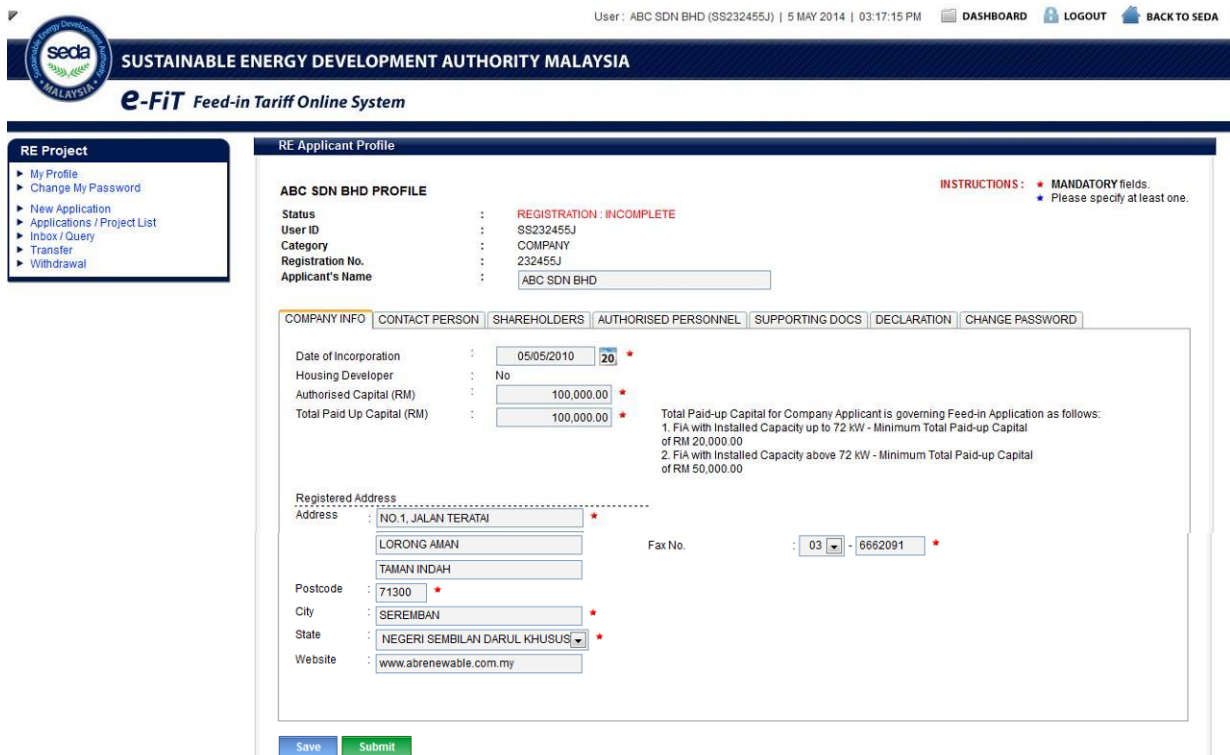 User : ABC SDN BHD (SS232455J) | 5 MAY 2014 | 03:17:15 PM DASHBOARD LOGOUT BACK TO SEDA
Sustainable Energy Development Authority
seda
MALAYSIA
SUSTAINABLE ENERGY DEVELOPMENT AUTHORITY MALAYSIA
e-FiT Feed-in Tariff Online System
RE Project
My Profile
Change My Password
New Application
Applications / Project List
Inbox / Query
Transfer
Withdrawal
RE Applicant Profile
INSTRUCTIONS : ★ MANDATORY fields.
★ Please specify at least one.
ABC SDN BHD PROFILE
Status : REGISTRATION : INCOMPLETE
User ID : SS232455J
Category : COMPANY
Registration No. : 232455J
Applicant's Name : ABC SDN BHD
COMPANY INFO CONTACT PERSON SHAREHOLDERS AUTHORISED PERSONNEL SUPPORTING DOCS DECLARATION CHANGE PASSWORD
Date of Incorporation : 05/05/2010 20 ★
Housing Developer : No
Authorised Capital (RM) : 100,000.00 ★
Total Paid Up Capital (RM) : 100,000.00 ★
Total Paid-up Capital for Company Applicant is governing Feed-in Application as follows:
1. FiA with Installed Capacity up to 72 kW - Minimum Total Paid-up Capital
of RM 20,000.00
2. FiA with Installed Capacity above 72 kW - Minimum Total Paid-up Capital
of RM 50,000.00
Registered Address
Address : NO.1, JALAN TERATAI ★
LORONG AMAN
Fax No. : 03 - 6662091 ★
TAMAN INDAH
Postcode : 71300 ★
City : SEREMBAN ★
State : NEGERI SEMBILAN DARUL KHUSUS ★
Website : www.abrenewable.com.my
Save Submit